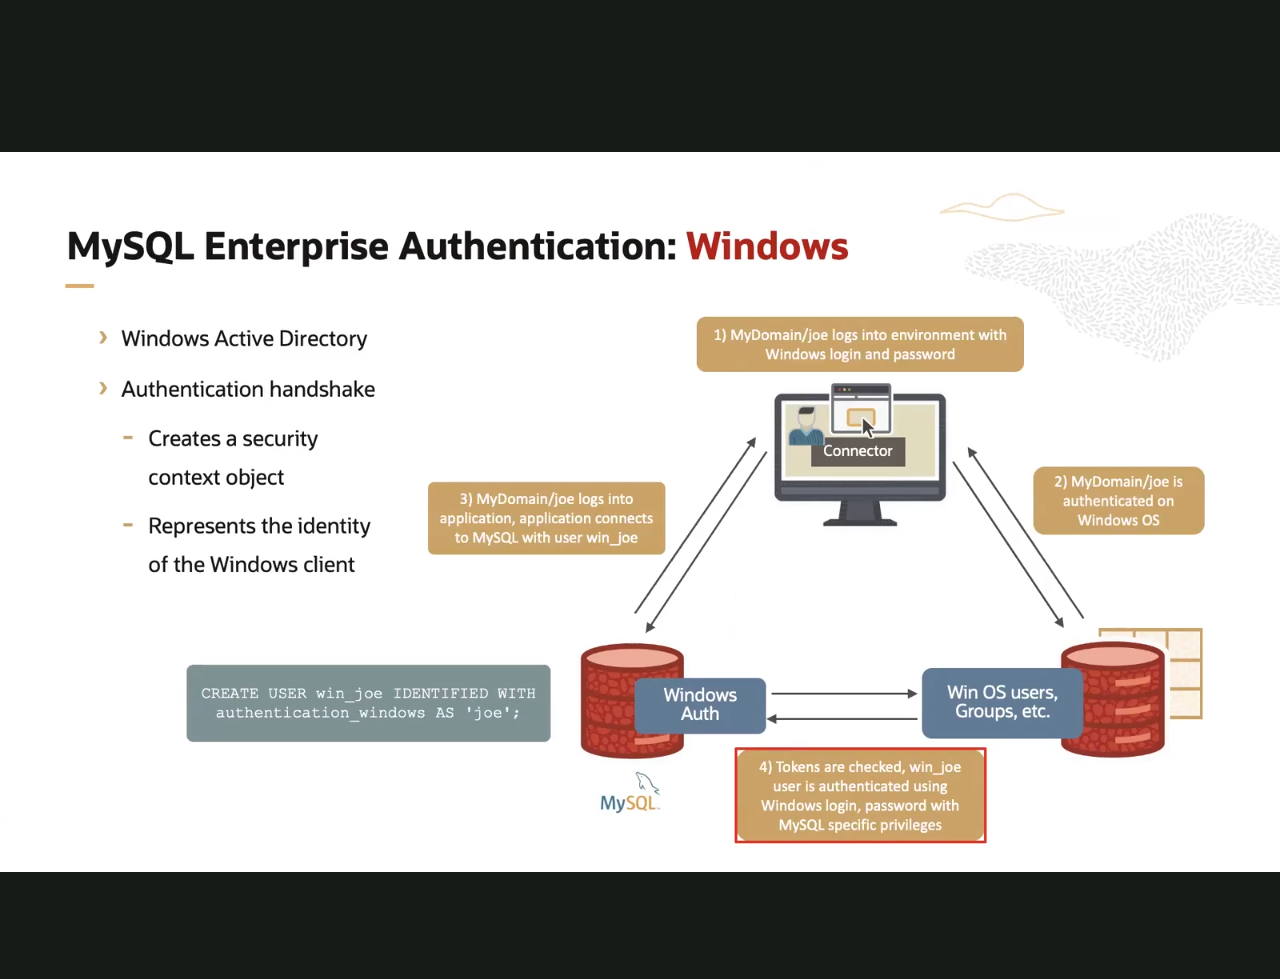 MySQL Enterprise Authentication: Windows
Windows Active Directory
Authentication handshake
Creates a security
context object
Represents the identity
of the Windows client
1) MyDomain/joe logs into environment with
Windows login and password
Connector
2) MyDomain/joe is
authenticated on
Windows OS
3) MyDomain/joe logs into
application, application connects
to MySQL with user win_joe
CREATE USER win_joe IDENTIFIED WITH
authentication_windows AS 'joe';
Windows
Auth
Win OS users,
Groups, etc.
MySQL
4) Tokens are checked, win_joe
user is authenticated using
Windows login, password with
MySQL specific privileges